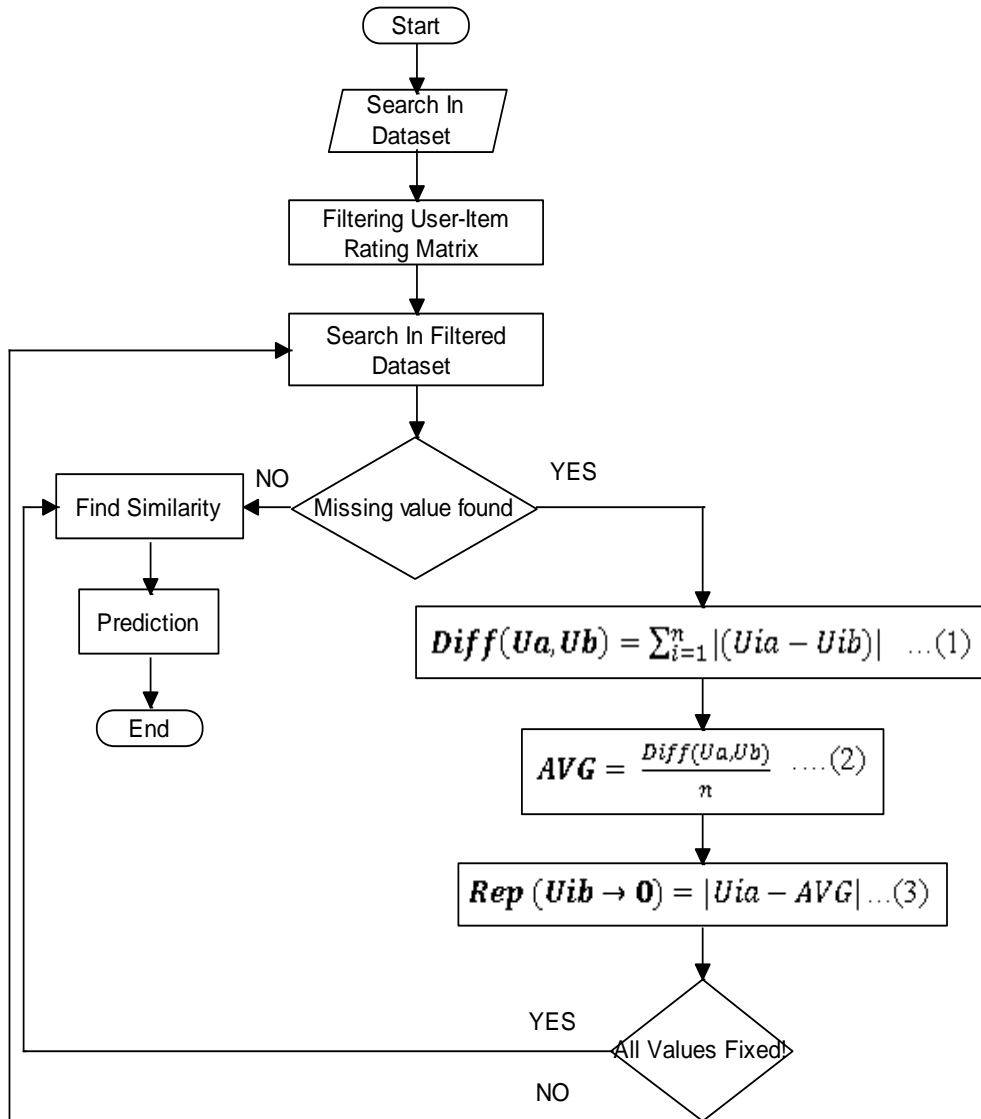 Start
Search In
Dataset
Filtering User-Item
Rating Matrix
Search In Filtered
Dataset
NO
YES
Find Similarity
Missing value found
Prediction
Diff(Ua, Ub) = ∑ⁿᵢ₌₁|(Uia − Uib)| ...(1)
End
AVG = Diff(Ua,Ub)/n ....(2)
Rep (Uib → 0) = |Uia − AVG| ...(3)
YES
All Values Fixed!
NO